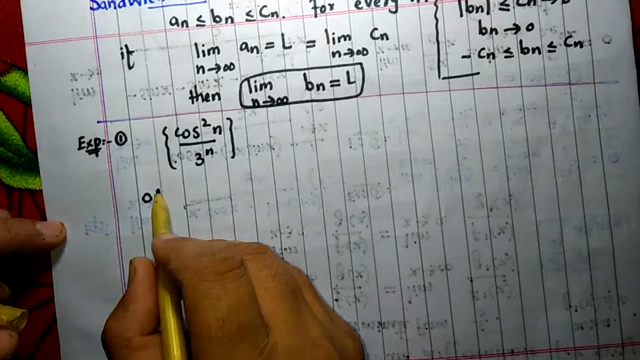 Sandwich
an ≤ bn ≤ Cn. For every n
if lim n→∞ an = L = lim n→∞ Cn
then lim n→∞ bn = L
|bn| ≤ Cn → 0
bn → 0
- Cn ≤ bn ≤ Cn
Exp:- ① {cos²n / 3ⁿ}
0